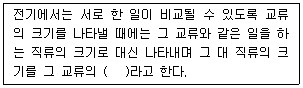 전기에서는 서로 한 일이 비교될 수 있도록 교류
의 크기를 나타낼 때에는 그 교류와 같은 일을 하
는 직류의 크기로 대신 나타내며 그 대 직류의 크
기를 그 교류의 (   )라고 한다.